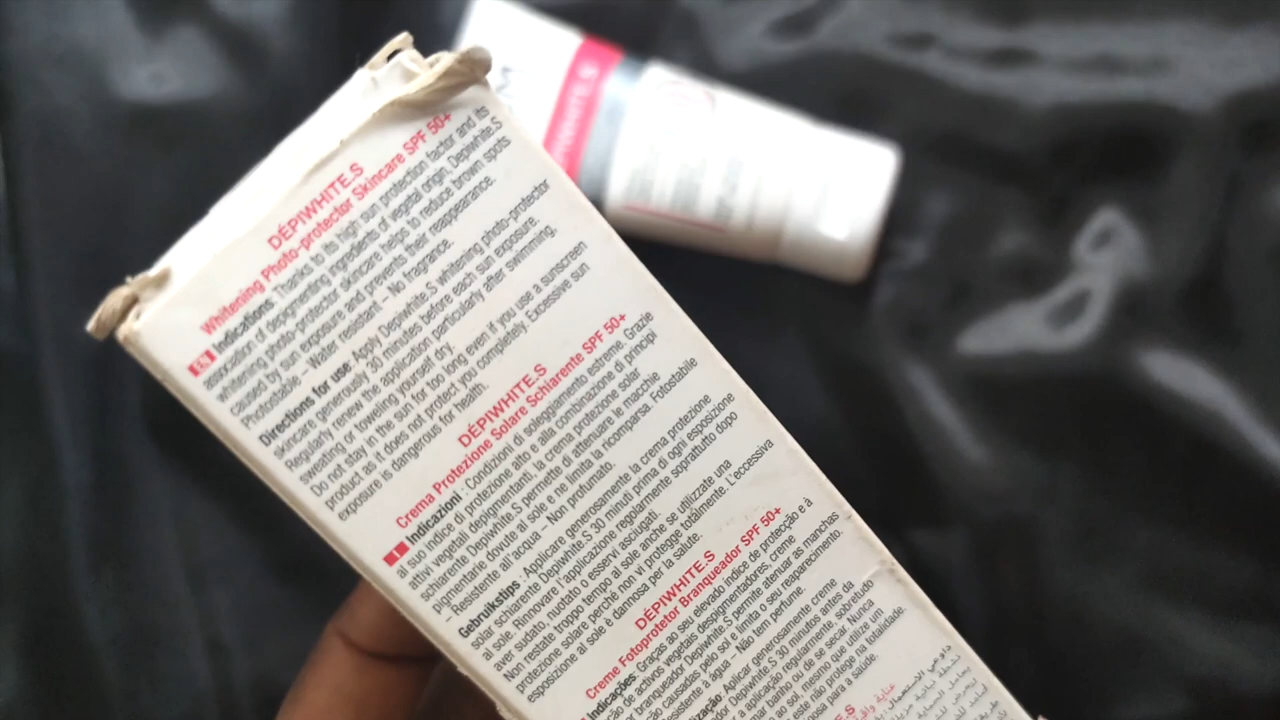 DÉPIWHITE.S
Whitening Photo-protector Skincare SPF 50+
EN Indications: Thanks to its high sun protection factor and its
association of depigmenting ingredients of vegetal origin, Depiwhite.S
whitening photo-protector skincare helps to reduce brown spots
caused by sun exposure and prevents their reappearance.
Photostable – Water resistant – No fragrance.
Directions for use: Apply Depiwhite.S whitening photo-protector
skincare generously, 30 minutes before each sun exposure.
Regularly renew the application particularly after swimming,
sweating or toweling yourself dry.
Do not stay in the sun for too long even if you use a sunscreen
product as it does not protect you completely. Excessive sun
exposure is dangerous for health.
DÉPIWHITE.S
Crema Protezione Solare Schiarente SPF 50+
I Indicazioni : Condizioni di soleggiamento estreme. Grazie
al suo indice di protezione alto e alla combinazione di principi
attivi vegetali depigmentanti, la crema protezione solar
schiarente Depiwhite.S permette di attenuare le macchie
pigmentarie dovute al sole e ne limita la ricomparsa. Fotostabile
– Resistente all'acqua – Non profumato.
Gebruikstips : Applicare generosamente la crema protezione
solar schiarente Depiwhite.S 30 minuti prima di ogni esposizione
al sole. Rinnovare l'applicazione regolarmente soprattutto dopo
aver sudato, nuotato o esservi asciugati.
Non restate troppo tempo al sole anche se utilizzate una
protezione solare perché non vi protegge totalmente. L'eccessiva
esposizione al sole è dannosa per la salute.
DÉPIWHITE.S
Creme Fotoprotetor Branqueador SPF 50+
Indicações: Graças ao seu elevado índice de protecção e à
de activos vegetais despigmentadores, creme
branqueador Depiwhite.S permite atenuar as manchas
causadas pelo sol e limita o seu reaparecimento.
à água – Não tem perfume.
Aplicar generosamente creme
Depiwhite.S 30 minutos antes da
a aplicação regularmente, sobretudo
banho ou de se secar. Nunca
ao sol, mesmo que utilize um
este não protege na totalidade.
para a saúde.